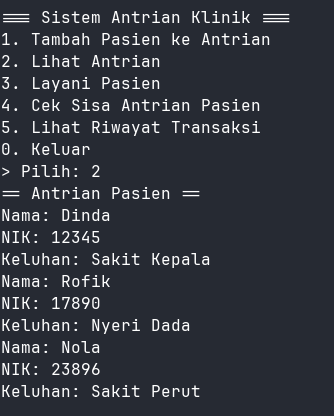 === Sistem Antrian Klinik ===
1. Tambah Pasien ke Antrian
2. Lihat Antrian
3. Layani Pasien
4. Cek Sisa Antrian Pasien
5. Lihat Riwayat Transaksi
0. Keluar
> Pilih: 2
== Antrian Pasien ==
Nama: Dinda
NIK: 12345
Keluhan: Sakit Kepala
Nama: Rofik
NIK: 17890
Keluhan: Nyeri Dada
Nama: Nola
NIK: 23896
Keluhan: Sakit Perut